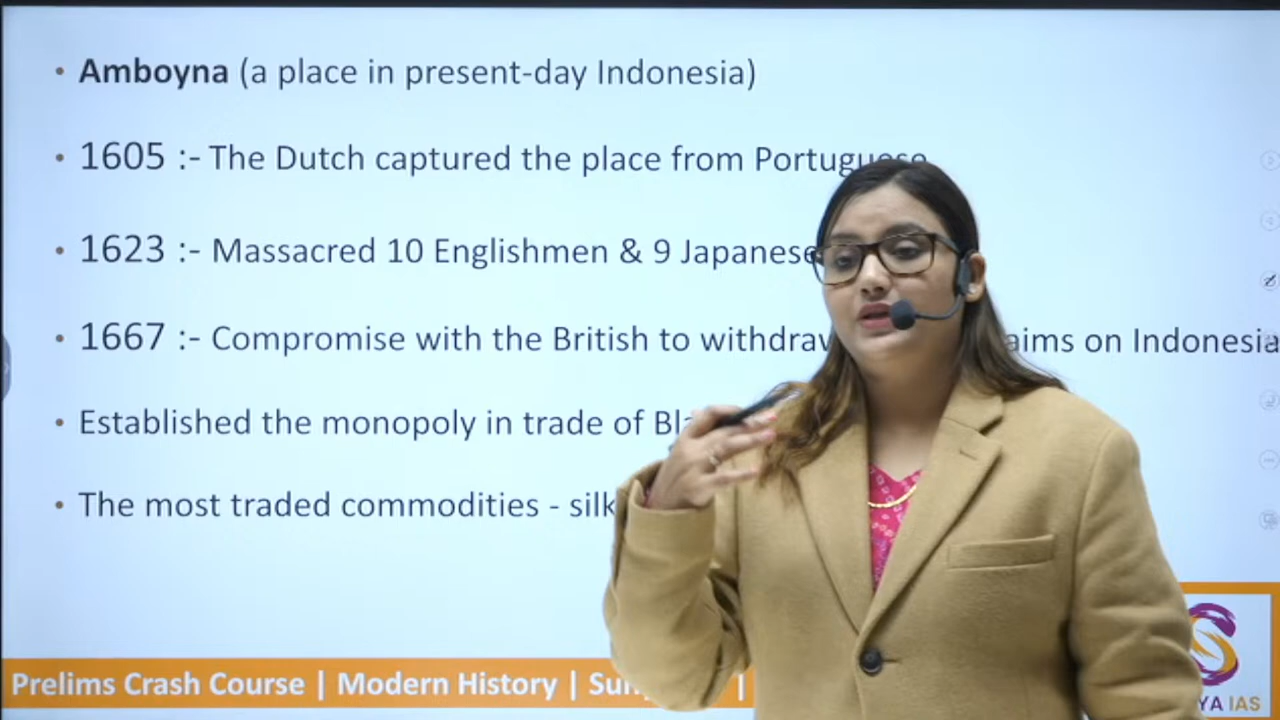 • Amboyna (a place in present-day Indonesia)
• 1605 :- The Dutch captured the place from Portuguese
• 1623 :- Massacred 10 Englishmen & 9 Japanese
• 1667 :- Compromise with the British to withdraw on Indonesia
• Established the monopoly in trade of
• The most traded commodities - silk
Prelims Crash Course | Modern History | |
YA IAS